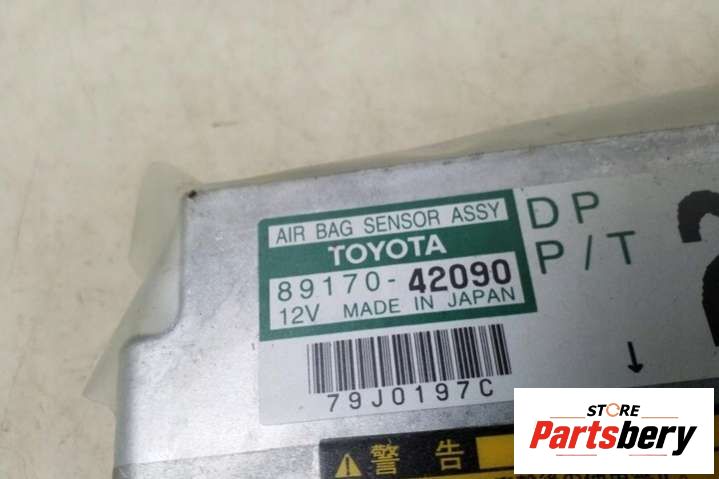 AIR BAG SENSOR ASSY
TOYOTA
89170-42090
12V MADE IN JAPAN
DP
P/T
↓
79J0197C
警告
STORE
Partsbery